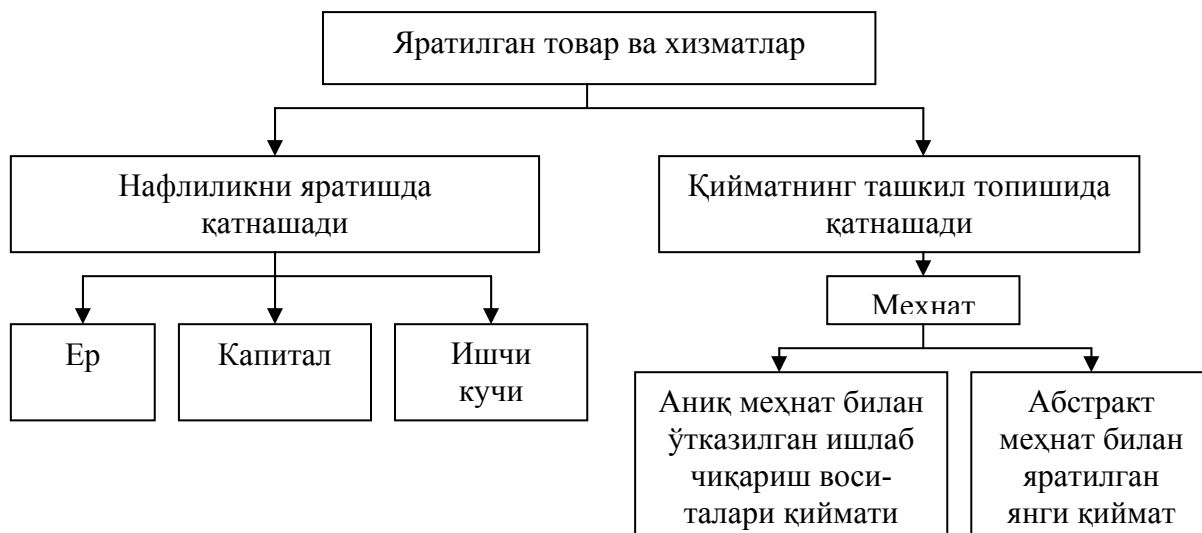 Яратилган товар ва хизматлар
Нафлиликни яратишда
қатнашади
Қийматнинг ташкил топишида
қатнашади
Меҳнат
Ер
Капитал
Ишчи
кучи
Аниқ меҳнат билан
ўтказилган ишлаб
чиқариш воси-
талари қиймати
Абстракт
меҳнат билан
яратилган
янги қиймат